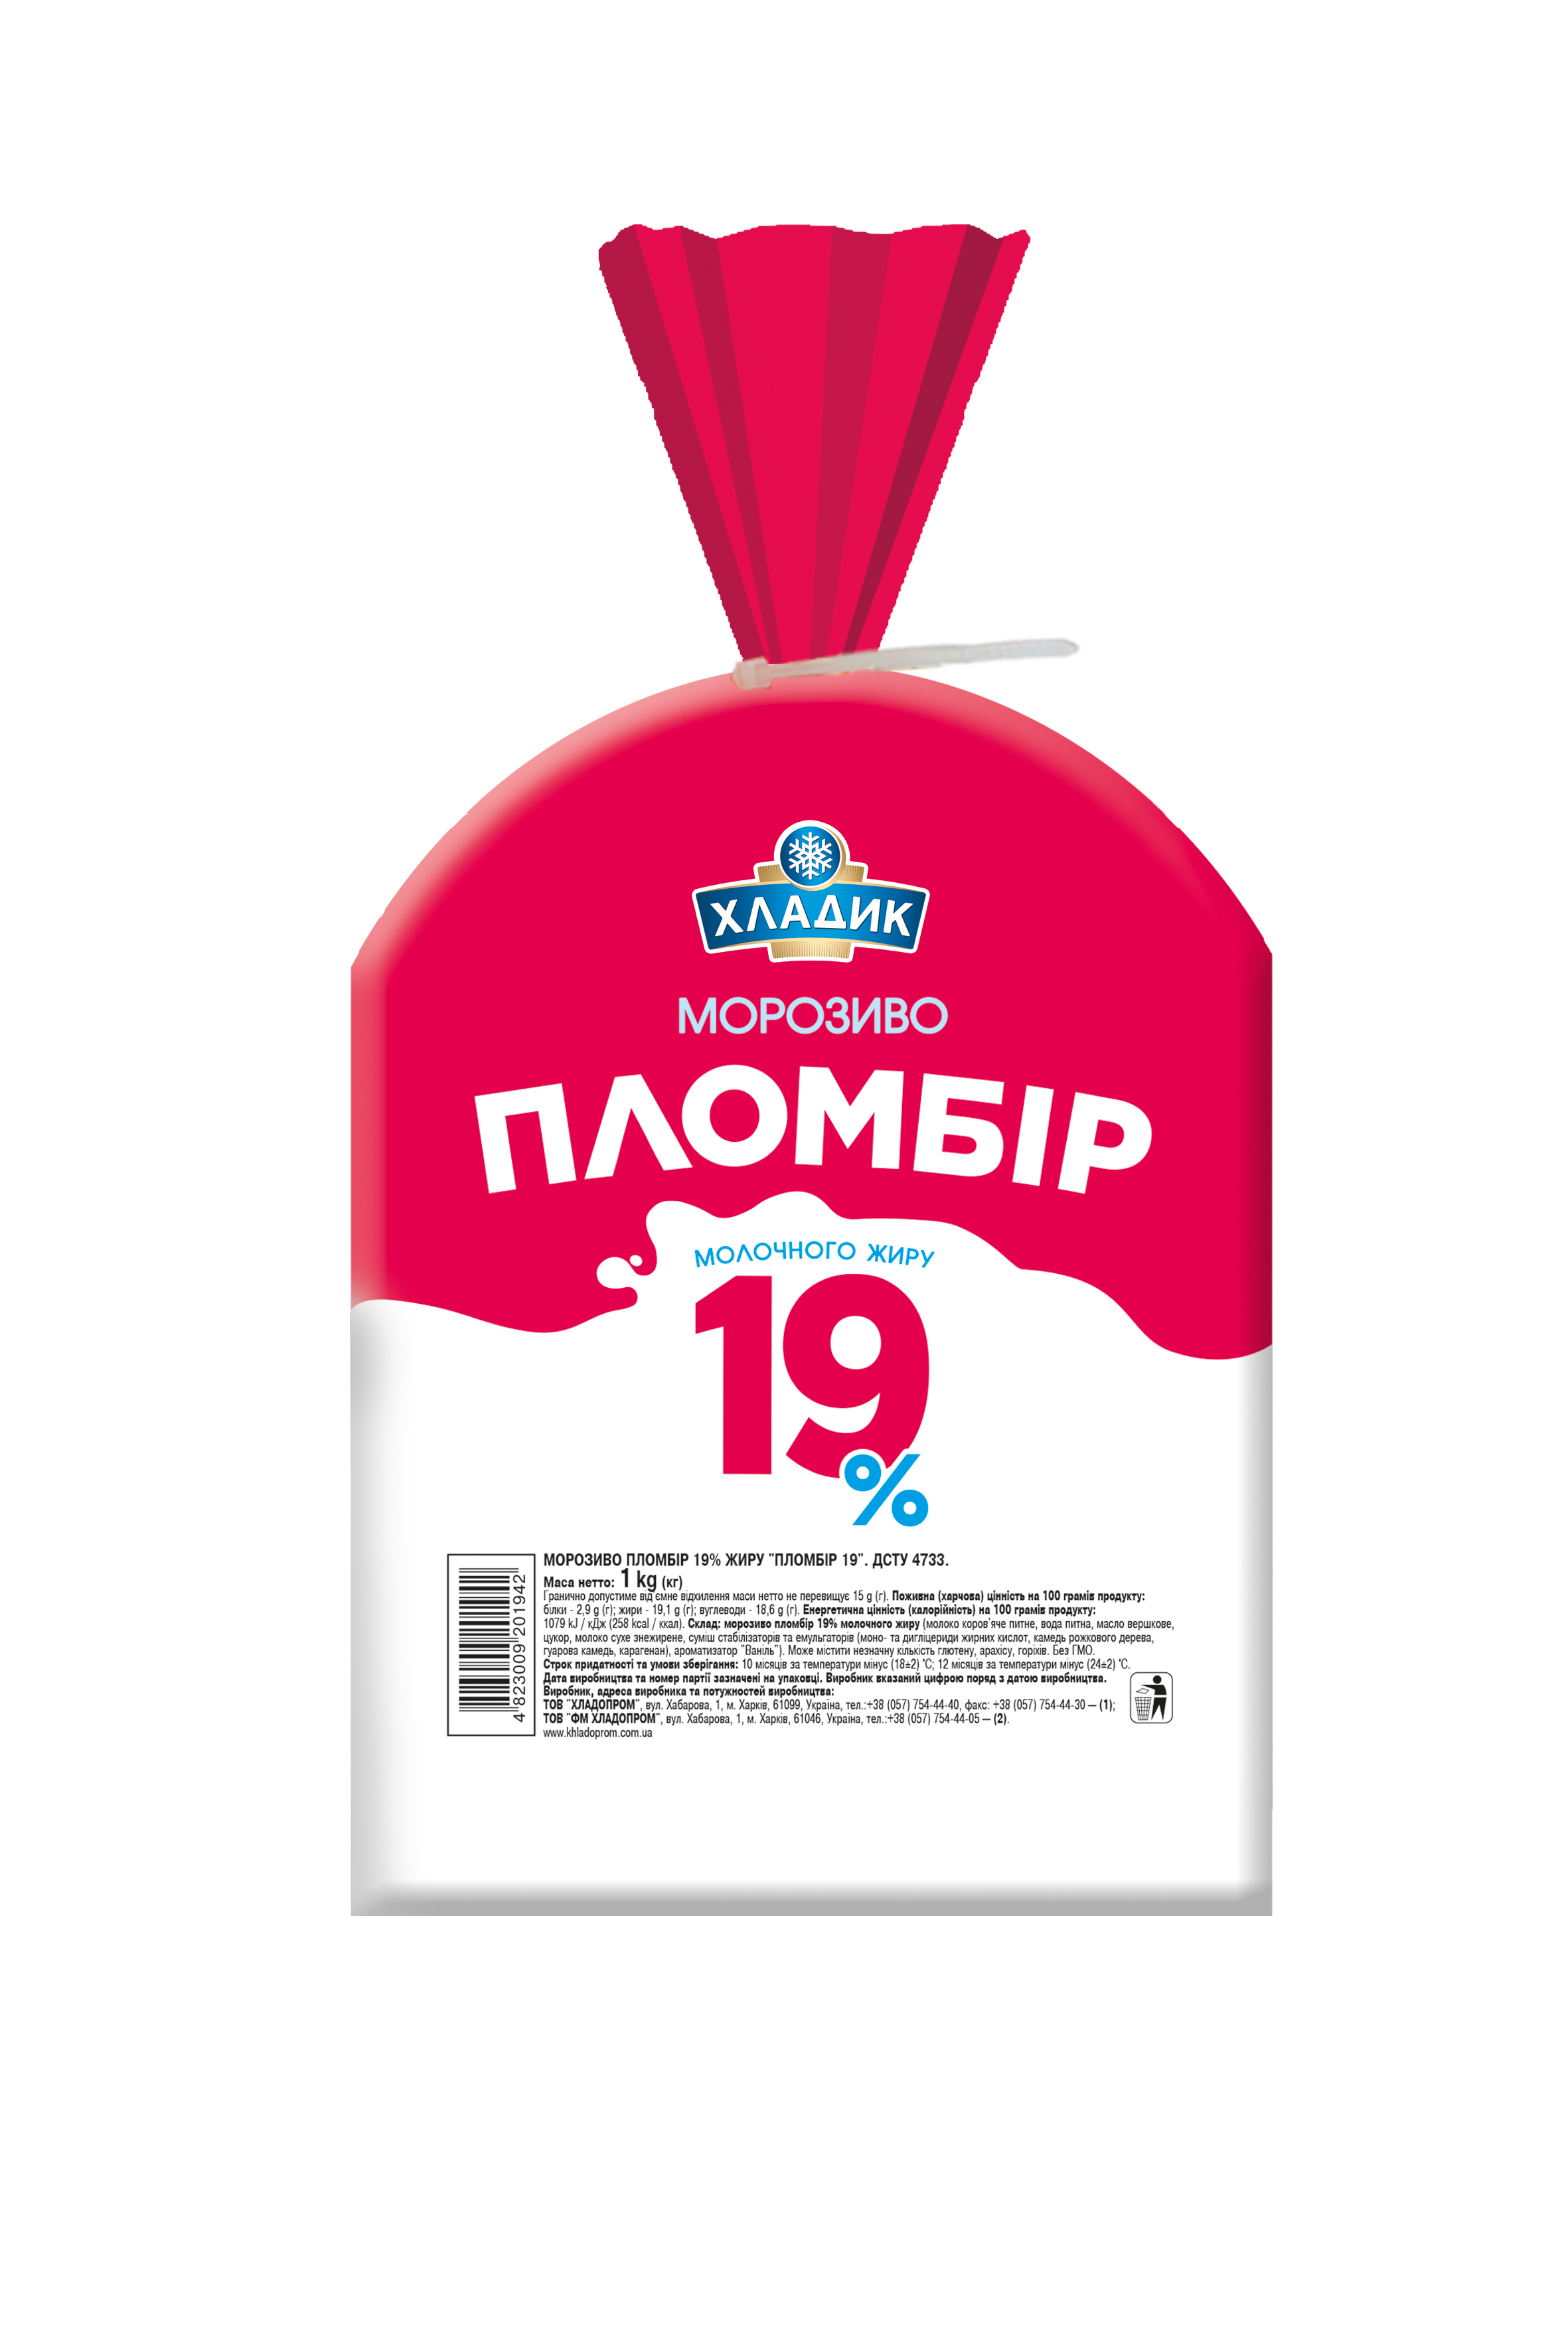 ХЛАДИК
МОРОЗИВО
ПЛОМБІР
МОЛОЧНОГО ЖИРУ
19%
4 823009 201942
МОРОЗИВО ПЛОМБІР 19% ЖИРУ "ПЛОМБІР 19". ДСТУ 4733.
Маса нетто: 1 kg (кг)
Гранично допустиме від ємне відхилення маси нетто не перевищує 15 g (г). Поживна (харчова) цінність на 100 грамів продукту:
білки - 2,9 g (г); жири - 19,1 g (г); вуглеводи - 18,6 g (г). Енергетична цінність (калорійність) на 100 грамів продукту:
1079 kJ / кДж (258 kcal / ккал). Склад: морозиво пломбір 19% молочного жиру (молоко коров'яче питне, вода питна, масло вершкове,
цукор, молоко сухе знежирене, суміш стабілізаторів та емульгаторів (моно- та дигліцериди жирних кислот, камедь рожкового дерева,
гуарова камедь, карагенан), ароматизатор "Ваніль"). Може містити незначну кількість глютену, арахісу, горіхів. Без ГМО.
Строк придатності та умови зберігання: 10 місяців за температури мінус (18±2) °С; 12 місяців за температури мінус (24±2) °С.
Дата виробництва та номер партії зазначені на упаковці. Виробник вказаний цифрою поряд з датою виробництва.
Виробник, адреса виробника та потужностей виробництва:
ТОВ "ХЛАДОПРОМ", вул. Хабарова, 1, м. Харків, 61099, Україна, тел.:+38 (057) 754-44-40, факс: +38 (057) 754-44-30 – (1);
ТОВ "ФМ ХЛАДОПРОМ", вул. Хабарова, 1, м. Харків, 61046, Україна, тел.:+38 (057) 754-44-05 – (2).
www.khladoprom.com.ua